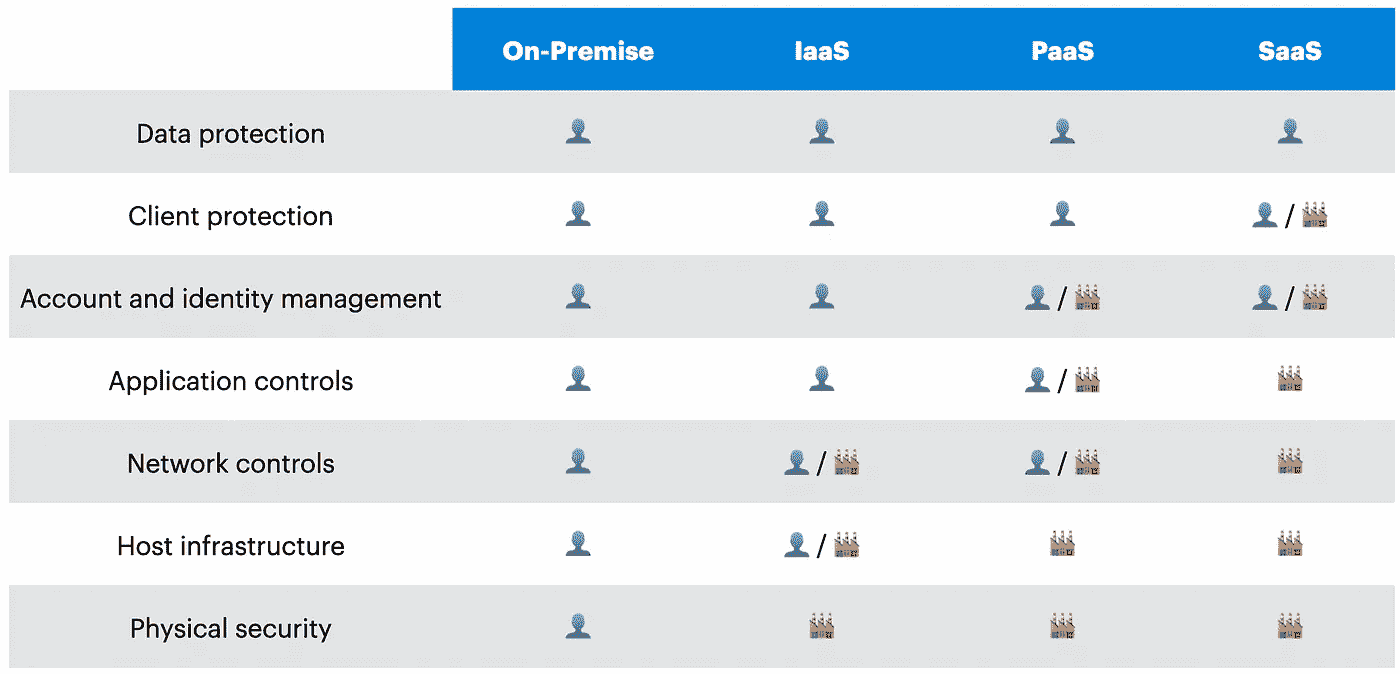 On-Premise IaaS PaaS SaaS
Data protection
Client protection /
Account and identity management / /
Application controls /
Network controls / /
Host infrastructure /
Physical security